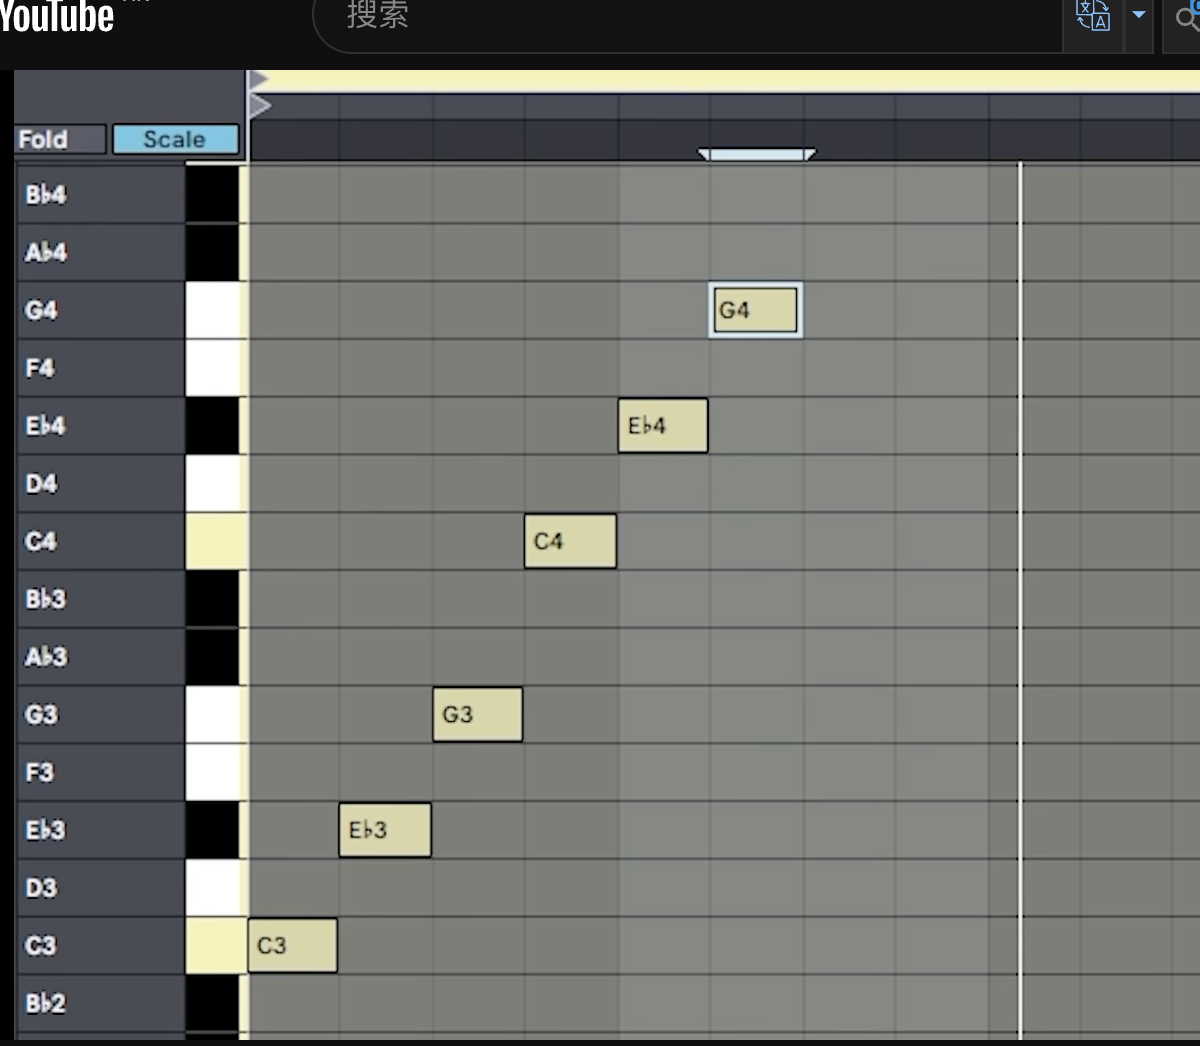 YouTube
搜索
Fold
Scale
B♭4
A♭4
G4
G4
F4
E♭4
E♭4
D4
C4
C4
B♭3
A♭3
G3
G3
F3
E♭3
E♭3
D3
C3
C3
B♭2